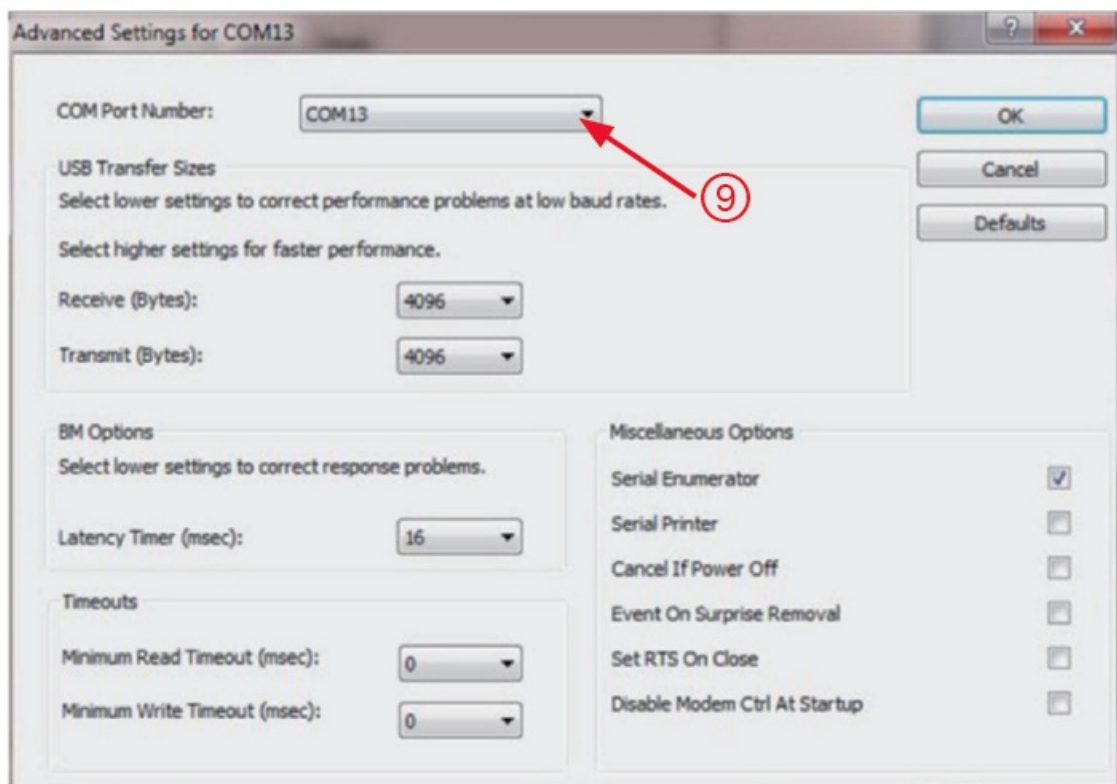 Advanced Settings for COM13
?
COM Port Number:
COM13
OK
USB Transfer Sizes
Cancel
Select lower settings to correct performance problems at low baud rates.
⑨
Defaults
Select higher settings for faster performance.
Receive (Bytes):
4096
Transmit (Bytes):
4096
BM Options
Select lower settings to correct response problems.
Latency Timer (msec):
16
Timeouts
Minimum Read Timeout (msec):
0
Minimum Write Timeout (msec):
0
Miscellaneous Options
Serial Enumerator
Serial Printer
Cancel If Power Off
Event On Surprise Removal
Set RTS On Close
Disable Modem Ctrl At Startup